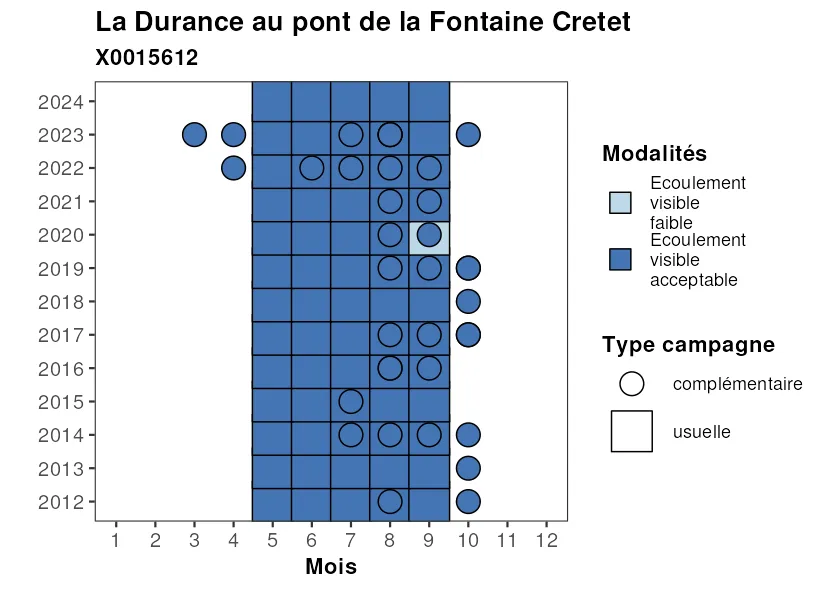 La Durance au pont de la Fontaine Cretet
X0015612
2024
2023
2022
2021
2020
2019
2018
2017
2016
2015
2014
2013
2012
1 2 3 4 5 6 7 8 9 10 11 12
Mois
Modalités
Ecoulement
visible
faible
Ecoulement
visible
acceptable
Type campagne
complémentaire
usuelle